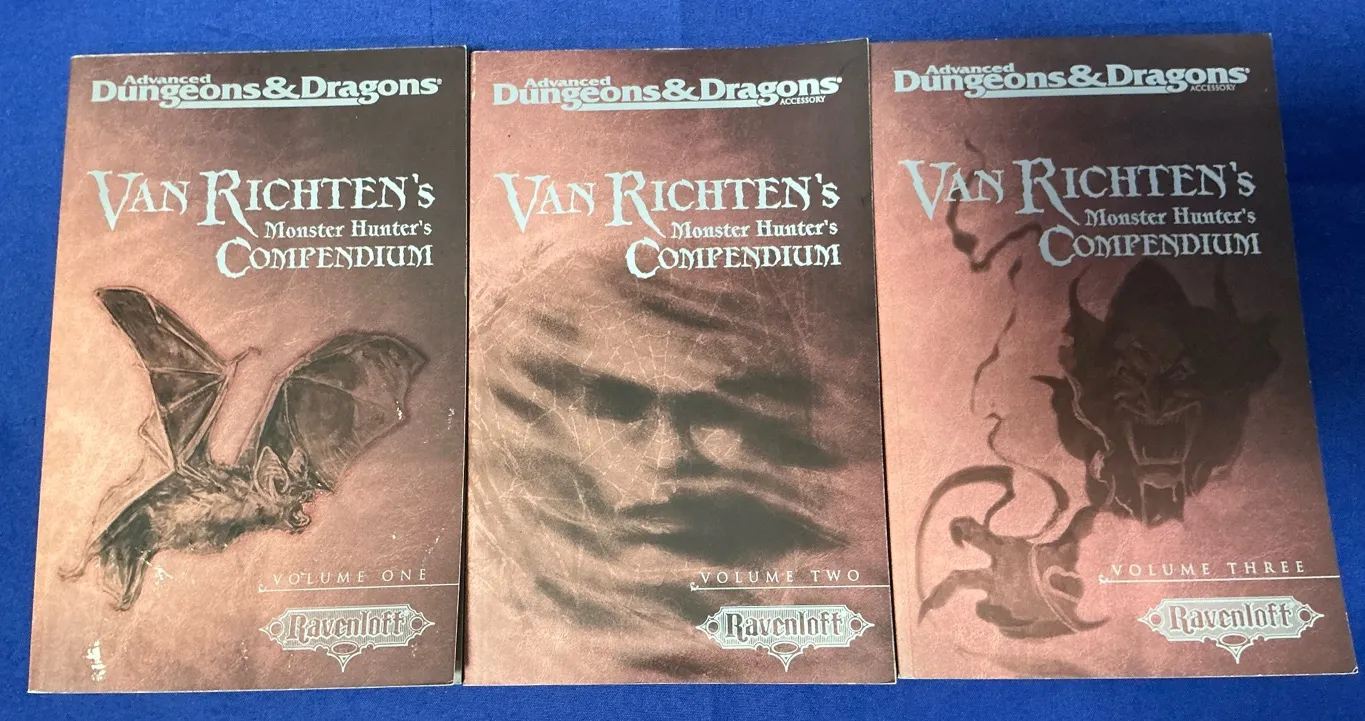 Advanced
Dungeons & Dragons®
VAN RICHTEN'S
MONSTER HUNTER'S
COMPENDIUM
VOLUME ONE
Ravenloft
Advanced
Dungeons & Dragons®
ACCESSORY
VAN RICHTEN'S
MONSTER HUNTER'S
COMPENDIUM
VOLUME TWO
Ravenloft
Advanced
Dungeons & Dragons®
ACCESSORY
VAN RICHTEN'S
MONSTER HUNTER'S
COMPENDIUM
VOLUME THREE
Ravenloft